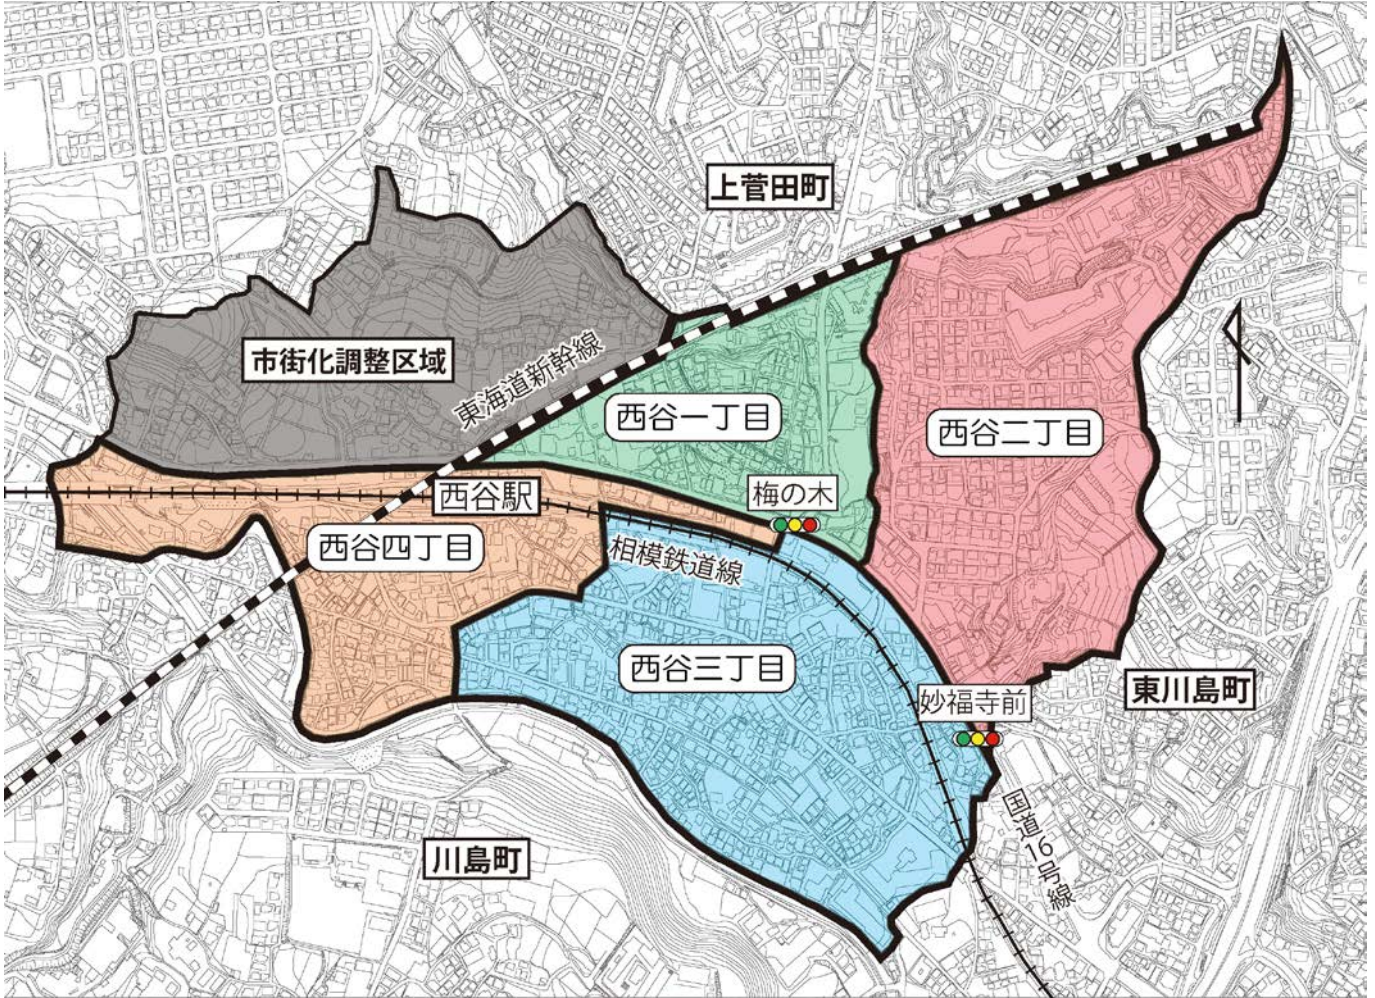 上菅田町
市街化調整区域
東海道新幹線
西谷一丁目
西谷二丁目
西谷駅
梅の木
西谷四丁目
相模鉄道線
西谷三丁目
妙福寺前
東川島町
国道16号線
川島町